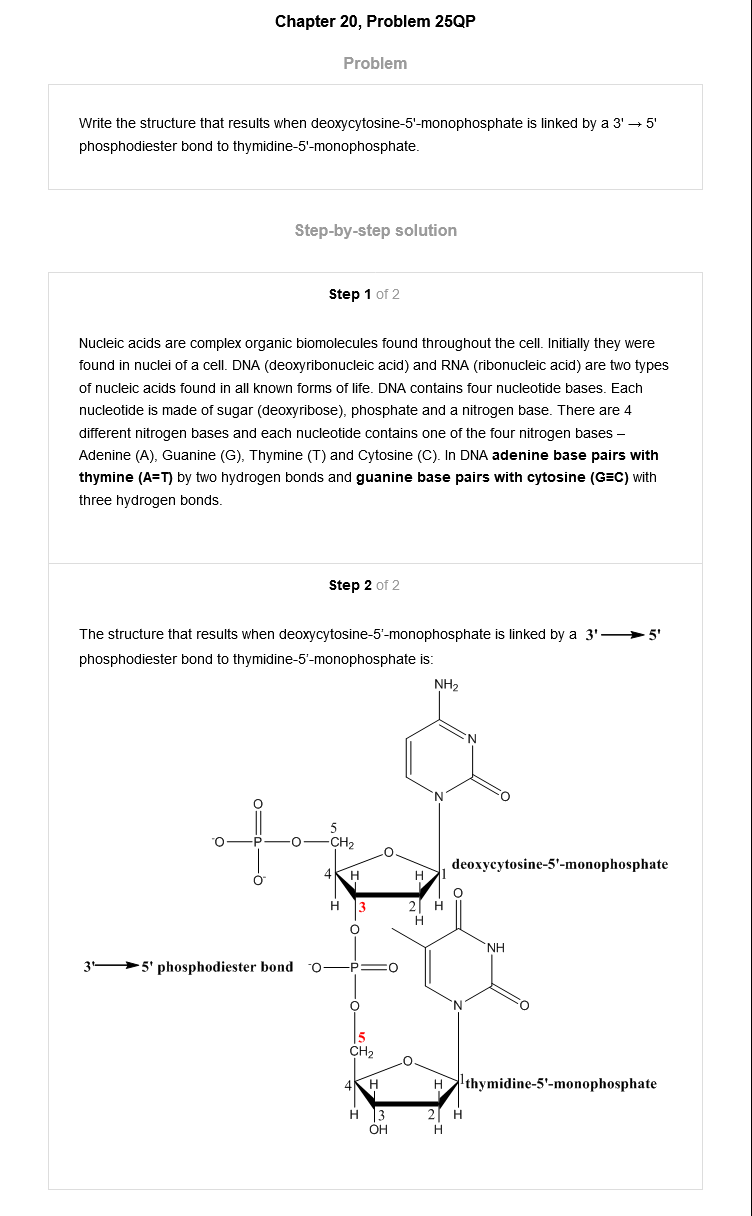 Chapter 20, Problem 25QP
Problem
Write the structure that results when deoxycytosine-5'-monophosphate is linked by a 3' → 5'
phosphodiester bond to thymidine-5'-monophosphate.
Step-by-step solution
Step 1 of 2
Nucleic acids are complex organic biomolecules found throughout the cell. Initially they were
found in nuclei of a cell. DNA (deoxyribonucleic acid) and RNA (ribonucleic acid) are two types
of nucleic acids found in all known forms of life. DNA contains four nucleotide bases. Each
nucleotide is made of sugar (deoxyribose), phosphate and a nitrogen base. There are 4
different nitrogen bases and each nucleotide contains one of the four nitrogen bases –
Adenine (A), Guanine (G), Thymine (T) and Cytosine (C). In DNA adenine base pairs with
thymine (A=T) by two hydrogen bonds and guanine base pairs with cytosine (G≡C) with
three hydrogen bonds.
Step 2 of 2
The structure that results when deoxycytosine-5'-monophosphate is linked by a 3' ⟶ 5'
phosphodiester bond to thymidine-5'-monophosphate is:
NH2
N
N O
O
5
-O P O CH2
O
deoxycytosine-5'-monophosphate
4 H H 1
O-
O
H 3 2 H
H
O
NH
3' ⟶ 5' phosphodiester bond -O P O
O N O
5
CH2
O
4 H H 1 thymidine-5'-monophosphate
H 3 2 H
OH H